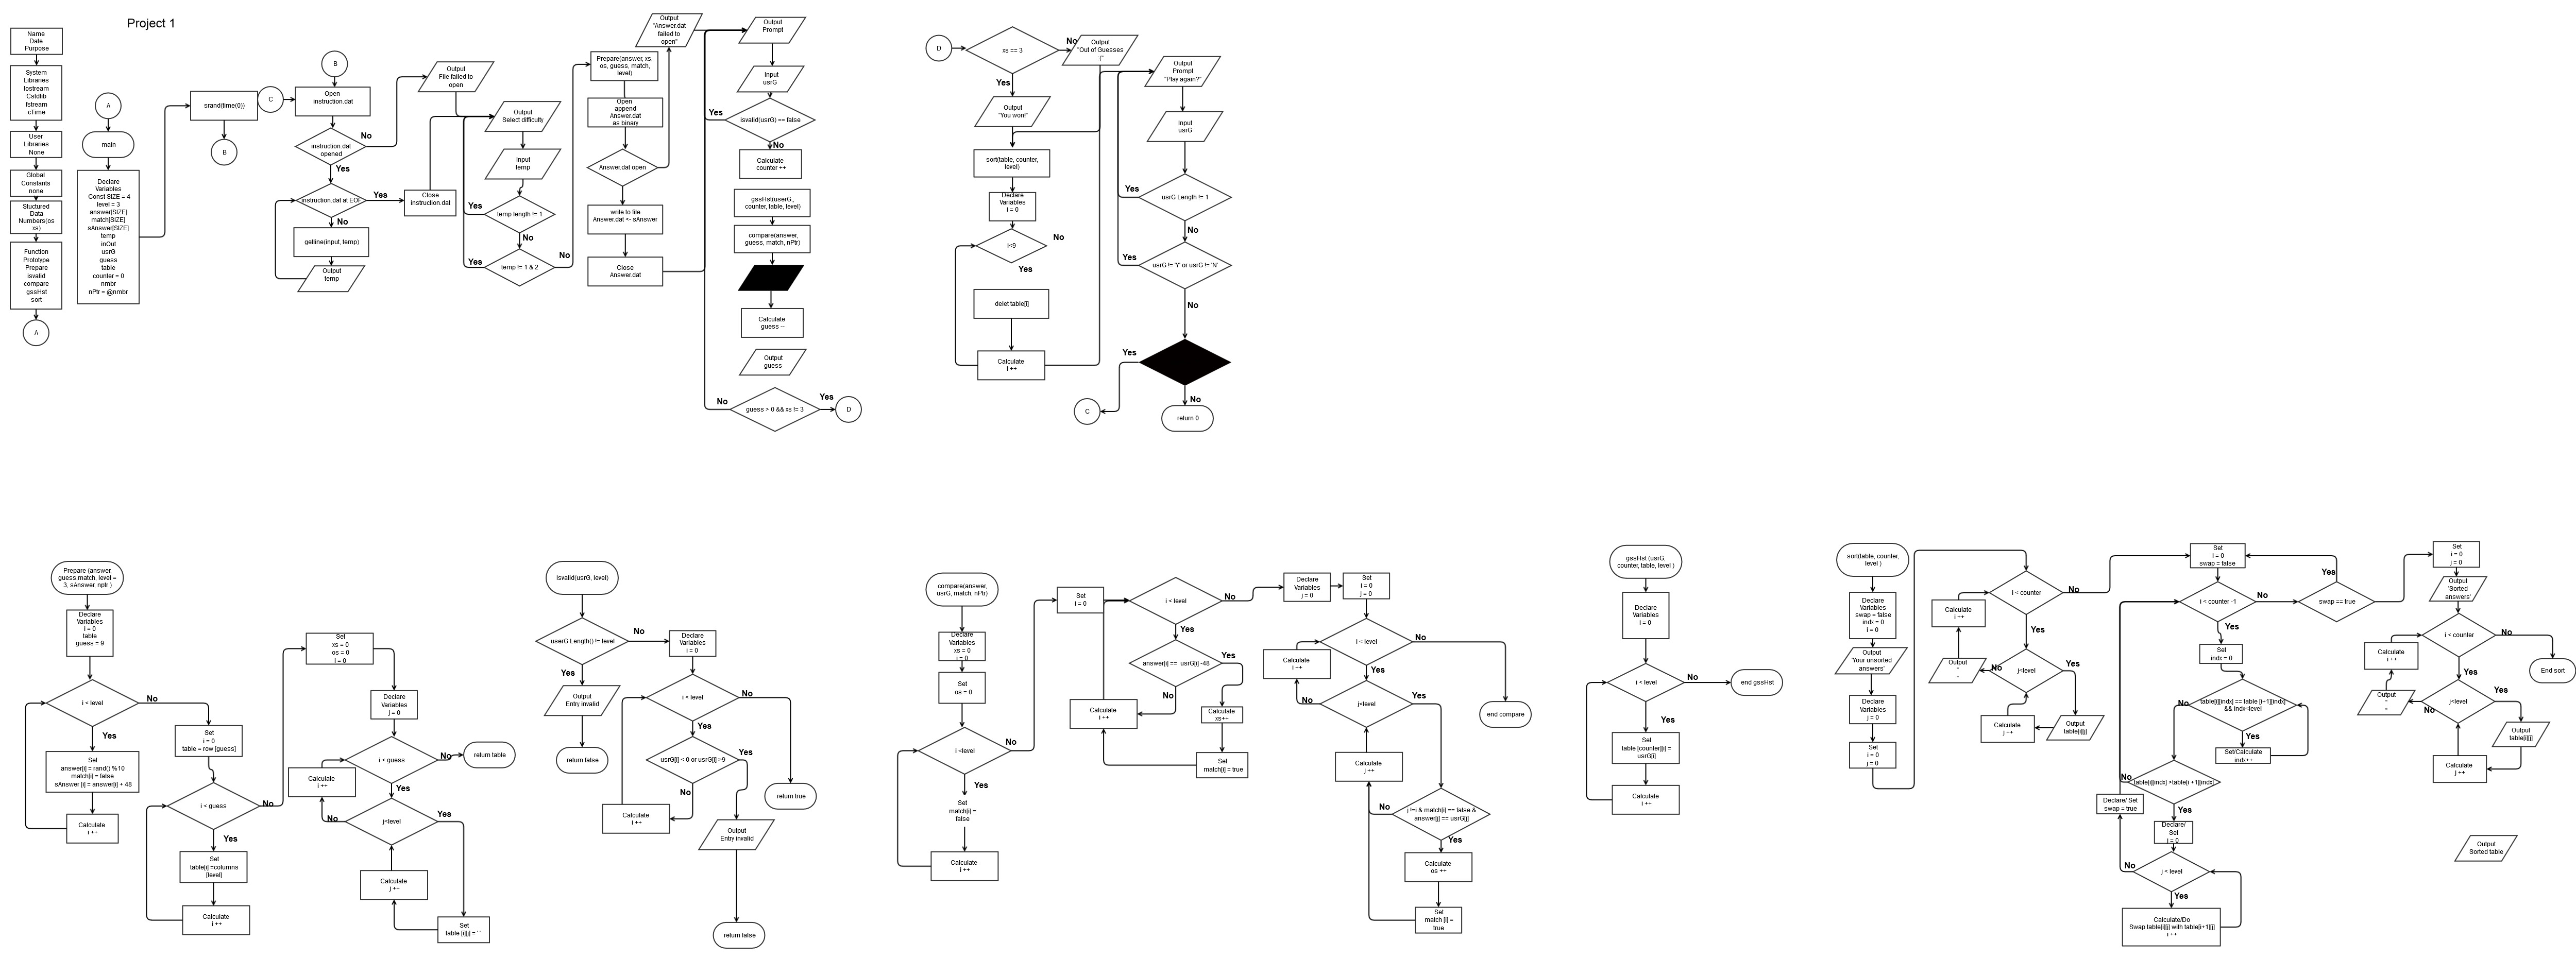 Project 1
Name
Date
Purpose
System
Libraries
Iostream
Cstdlib
fstream
cTime
User
Libraries
None
Global
Constants
none
Stuctured
Data
Numbers(os
xs)
Function
Prototype
Prepare
isvalid
compare
gssHst
sort
A
A
main
Declare
Variables
Const SIZE = 4
level = 3
answer[SIZE]
match[SIZE]
sAnswer[SIZE]
temp
inOut
usrG
guess
table
counter = 0
nmbr
nPtr = @nmbr
srand(time(0))
B
C
B
Open
instruction.dat
instruction.dat
opened
No
Yes
instruction.dat at EOF
Yes
No
getline(input, temp)
Output
temp
Close
instruction.dat
Output
File failed to
open
Output
Select difficulty
Input
temp
temp length != 1
Yes
No
temp != 1 & 2
Yes
No
Prepare(answer, xs,
os, guess, match,
level)
Open
append
Answer.dat
as binary
Answer.dat open
write to file
Answer.dat <- sAnswer
Close
Answer.dat
Output
"Answer.dat
failed to
open"
Output
Prompt
Input
usrG
isvalid(usrG) == false
Yes
No
Calculate
counter ++
gssHst(userG,,
counter, table, level)
compare(answer,
guess, match, nPtr)
Calculate
guess --
Output
guess
guess > 0 && xs != 3
No
Yes
D
D
xs == 3
No
Yes
Output
"Out of Guesses
:("
Output
"You won!"
sort(table, counter,
level)
Declare
Variables
i = 0
i<9
No
Yes
delet table[i]
Calculate
i ++
Output
Prompt
"Play again?"
Input
usrG
usrG Length != 1
Yes
No
usrG != 'Y' or usrG != 'N'
Yes
No
Yes
No
C
return 0
Prepare (answer,
guess,match, level =
3, sAnswer, nptr )
Declare
Variables
i = 0
table
guess = 9
i < level
No
Yes
Set
answer[i] = rand() %10
match[i] = false
sAnswer [i] = answer[i] + 48
Calculate
i ++
Set
i = 0
table = row [guess]
i < guess
No
Yes
Set
table[i] =columns
[level]
Calculate
i ++
Set
xs = 0
os = 0
i = 0
Declare
Variables
j = 0
i < guess
No
Yes
return table
Calculate
i ++
j<level
No
Yes
Calculate
j ++
Set
table [i][j] = ' '
Isvalid(usrG, level)
userG Length() != level
No
Yes
Output
Entry invalid
return false
Declare
Variables
i = 0
i < level
No
Yes
usrG[i] < 0 or usrG[i] >9
Yes
No
Calculate
i ++
return true
Output
Entry invalid
return false
compare(answer,
usrG, match, nPtr)
Declare
Variables
xs = 0
i = 0
Set
os = 0
i <level
No
Yes
Set
match[i] =
false
Calculate
i ++
Set
i = 0
i < level
No
Yes
answer[i] == usrG[i] -48
Yes
No
Calculate
i ++
Calculate
xs++
Set
match[i] = true
Declare
Variables
j = 0
Set
i = 0
j = 0
i < level
No
Yes
Calculate
i ++
j<level
No
Yes
Calculate
j ++
j !=i & match[i] == false &
answer[j] == usrG[j]
No
Yes
Calculate
os ++
Set
match [i] =
true
end compare
gssHst (usrG,
counter, table, level )
Declare
Variables
i = 0
i < level
No
Yes
end gssHst
Set
table [counter][i] =
usrG[i]
Calculate
i ++
sort(table, counter,
level )
Declare
Variables
swap = false
indx = 0
i = 0
Output
'Your unsorted
answers'
Declare
Variables
j = 0
Set
i = 0
j = 0
i < counter
No
Yes
Calculate
i ++
Output
"
"
j<level
No
Yes
Calculate
j ++
Output
table[i][j]
Set
i = 0
swap = false
i < counter -1
No
Yes
swap == true
Yes
Set
indx = 0
table[i][indx] == table [i+1][indx]
&& indx<level
No
Yes
Set/Calculate
indx++
table[i][indx] >table[i +1][indx]
No
Yes
Declare/ Set
swap = true
Declare/
Set
j = 0
j < level
No
Yes
Calculate/Do
Swap table[i][j] with table[i+1][j]
i ++
Set
i = 0
j = 0
Output
'Sorted
answers'
i < counter
No
Yes
Calculate
i ++
Output
"
"
j<level
No
Yes
Output
table[i][j]
Calculate
j ++
End sort
Output
Sorted table